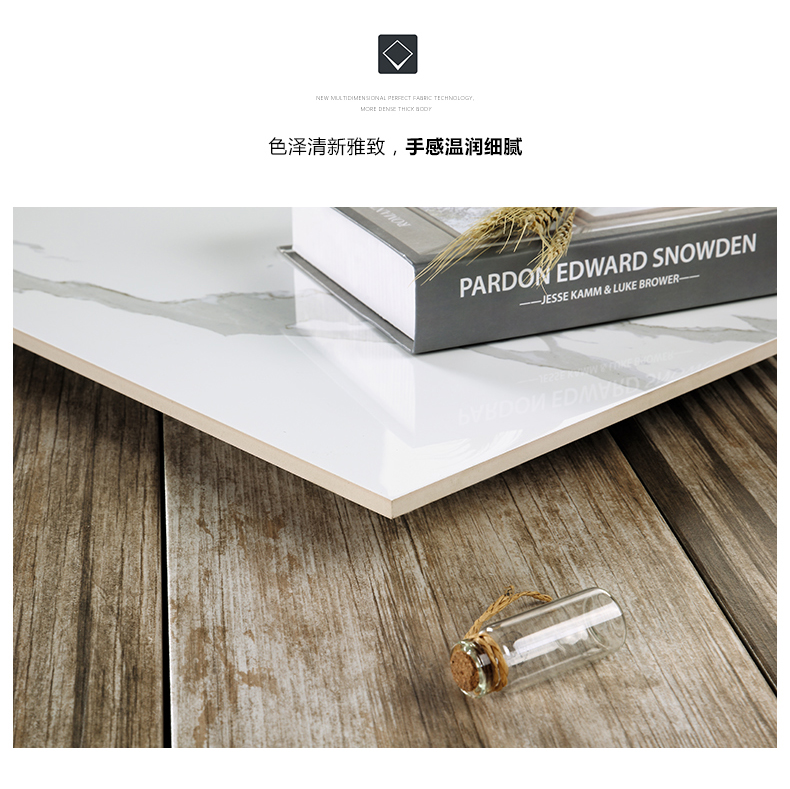 NEW MULTIDIMENSIONAL PERFECT FABRIC TECHNOLOGY,
MORE DENSE THICK BODY
色泽清新雅致，手感温润细腻
PARDON EDWARD SNOWDEN
——JESSE KAMM & LUKE BROWER——